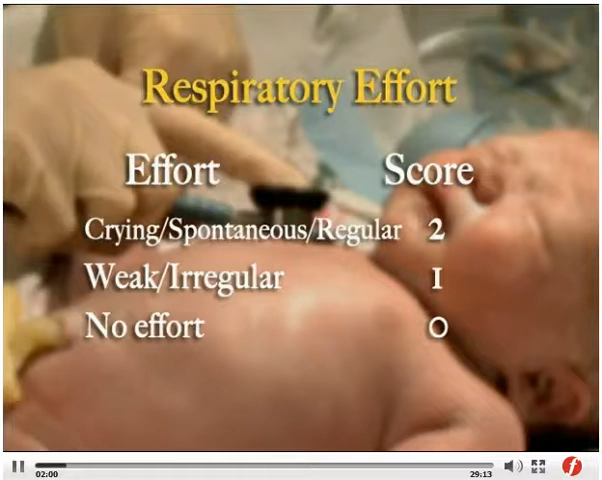 Respiratory Effort
Effort Score
Crying/Spontaneous/Regular 2
Weak/Irregular 1
No effort 0
02:00 29:13